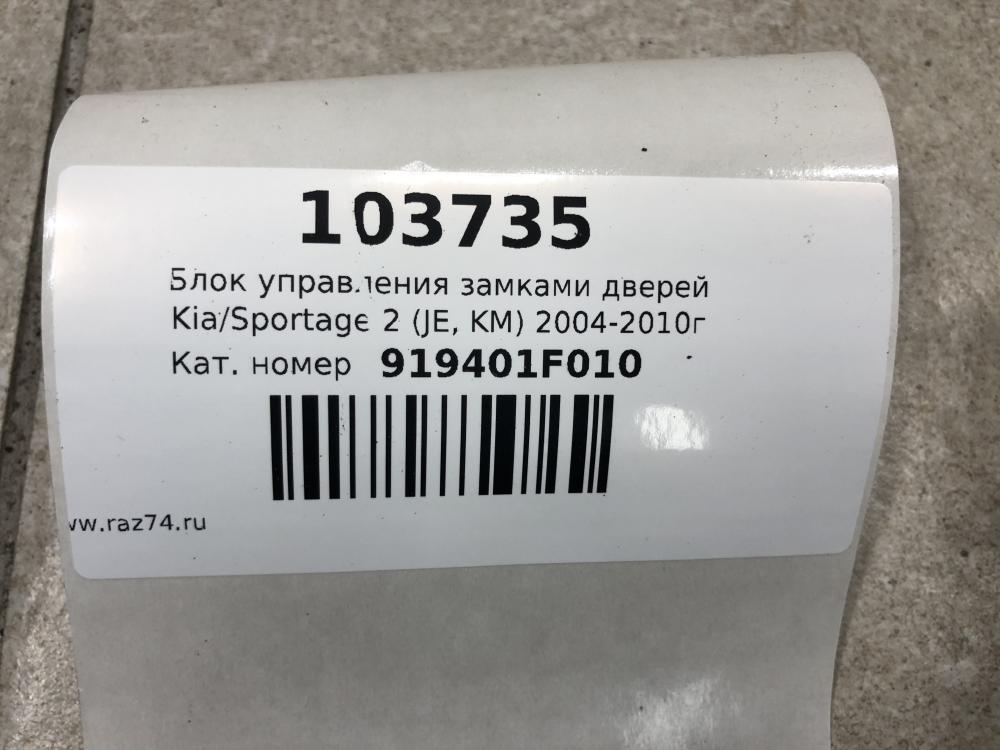 103735
Блок управления замками дверей
Kia/Sportage 2 (JE, KM) 2004-2010г
Кат. номер 919401F010
ww.raz74.ru